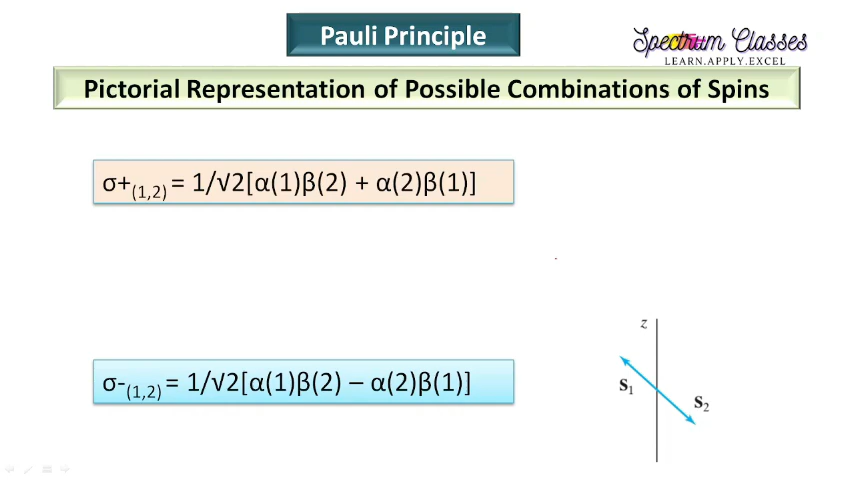 Pauli Principle
Spectrum Classes
LEARN.APPLY.EXCEL
Pictorial Representation of Possible Combinations of Spins
σ+(1,2) = 1/√2[α(1)β(2) + α(2)β(1)]
z
σ-(1,2) = 1/√2[α(1)β(2) – α(2)β(1)]
s1
s2